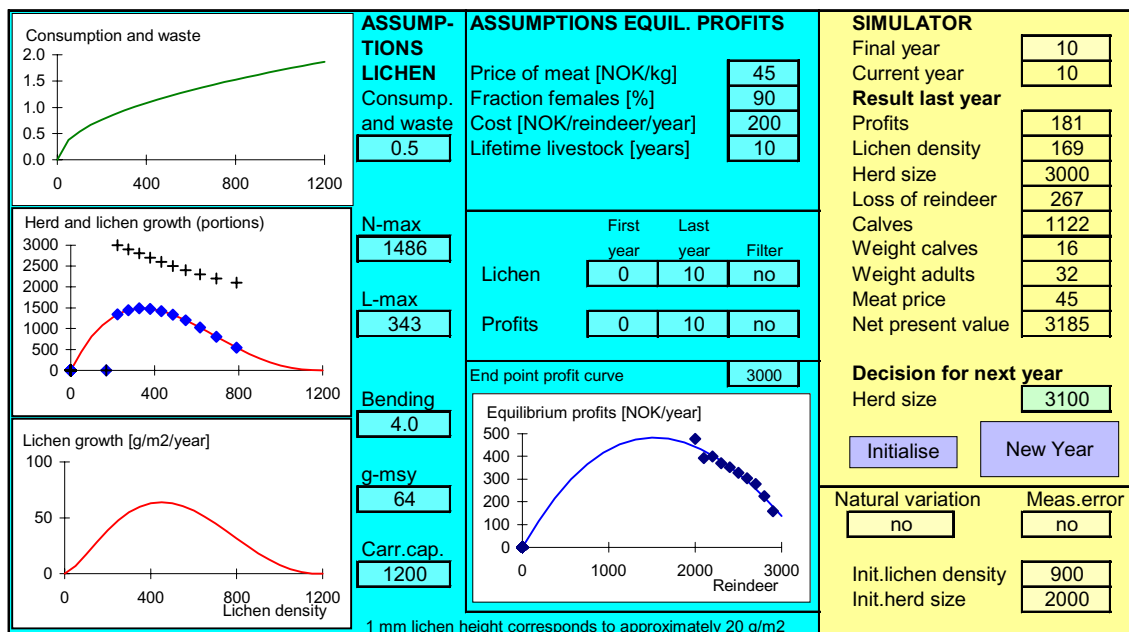 Consumption and waste
2.0
1.5
1.0
0.5
0.0
0 400 800 1200
Herd and lichen growth (portions)
3000
2500
2000
1500
1000
500
0
0 400 800 1200
Lichen growth [g/m2/year]
100
50
0
0 400 800 1200
Lichen density
ASSUMP-
TIONS
LICHEN
Consump.
and waste
0.5
N-max
1486
L-max
343
Bending
4.0
g-msy
64
Carr.cap.
1200
ASSUMPTIONS EQUIL. PROFITS
Price of meat [NOK/kg] 45
Fraction females [%] 90
Cost [NOK/reindeer/year] 200
Lifetime livestock [years] 10
First Last
year year Filter
Lichen 0 10 no
Profits 0 10 no
End point profit curve 3000
Equilibrium profits [NOK/year]
500
400
300
200
100
0
0 1000 2000 3000
Reindeer
1 mm lichen height corresponds to approximately 20 g/m2
SIMULATOR
Final year 10
Current year 10
Result last year
Profits 181
Lichen density 169
Herd size 3000
Loss of reindeer 267
Calves 1122
Weight calves 16
Weight adults 32
Meat price 45
Net present value 3185
Decision for next year
Herd size 3100
Initialise New Year
Natural variation Meas.error
no no
Init.lichen density 900
Init.herd size 2000